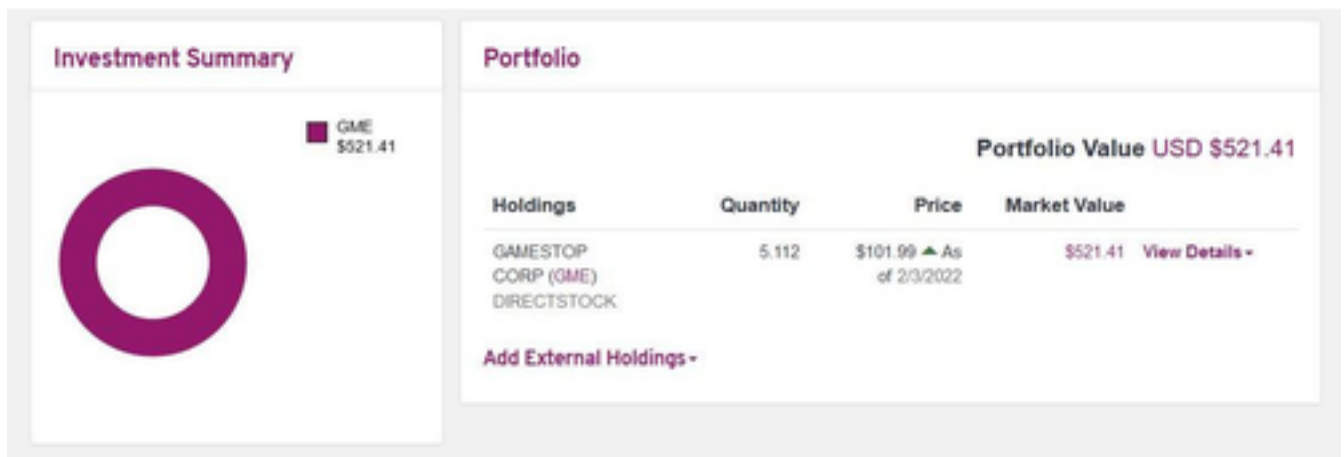 Investment Summary
GME
$521.41
Portfolio
Portfolio Value USD $521.41
Holdings Quantity Price Market Value
GAMESTOP 5.112 $101.99 ▲ As $521.41 View Details
CORP (GME) of 2/3/2022
DIRECTSTOCK
Add External Holdings